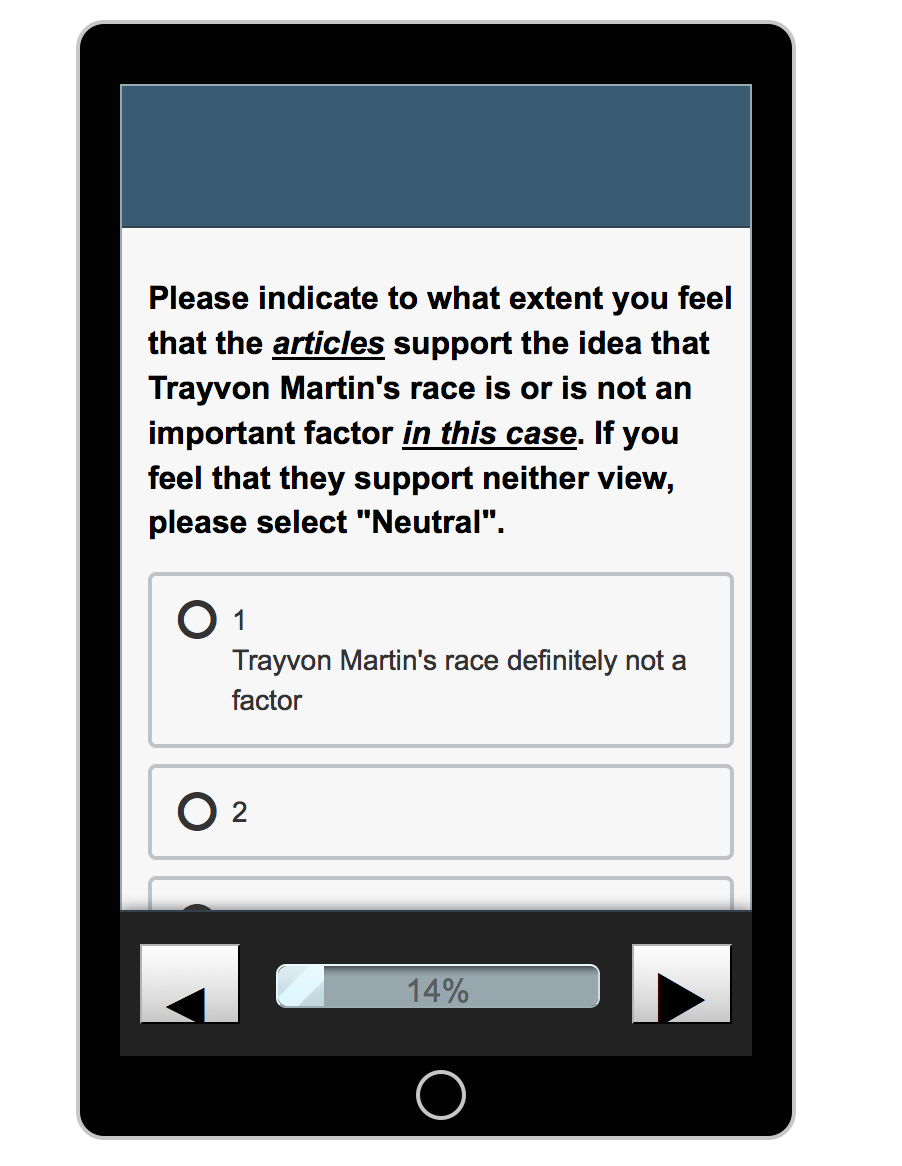 Please indicate to what extent you feel
that the articles support the idea that
Trayvon Martin's race is or is not an
important factor in this case. If you
feel that they support neither view,
please select "Neutral".
1
Trayvon Martin's race definitely not a
factor
2
14%